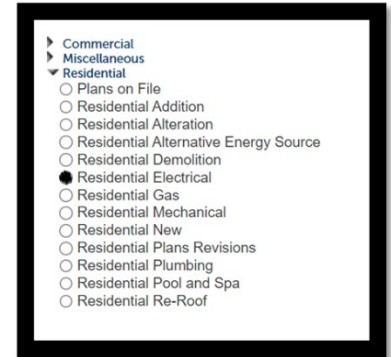 Commercial
Miscellaneous
Residential
Plans on File
Residential Addition
Residential Alteration
Residential Alternative Energy Source
Residential Demolition
Residential Electrical
Residential Gas
Residential Mechanical
Residential New
Residential Plans Revisions
Residential Plumbing
Residential Pool and Spa
Residential Re-Roof